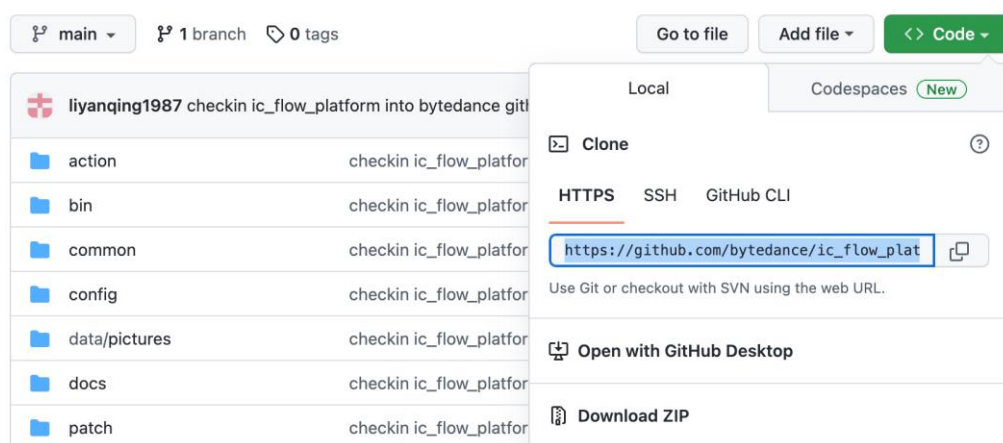 main 1 branch 0 tags Go to file Add file <> Code
liyanqing1987 checkin ic_flow_platform into bytedance gith
Local Codespaces New
Clone
HTTPS SSH GitHub CLI
https://github.com/bytedance/ic_flow_plat
Use Git or checkout with SVN using the web URL.
Open with GitHub Desktop
Download ZIP
action checkin ic_flow_platfor
bin checkin ic_flow_platfor
common checkin ic_flow_platfor
config checkin ic_flow_platfor
data/pictures checkin ic_flow_platfor
docs checkin ic_flow_platfor
patch checkin ic_flow_platfor